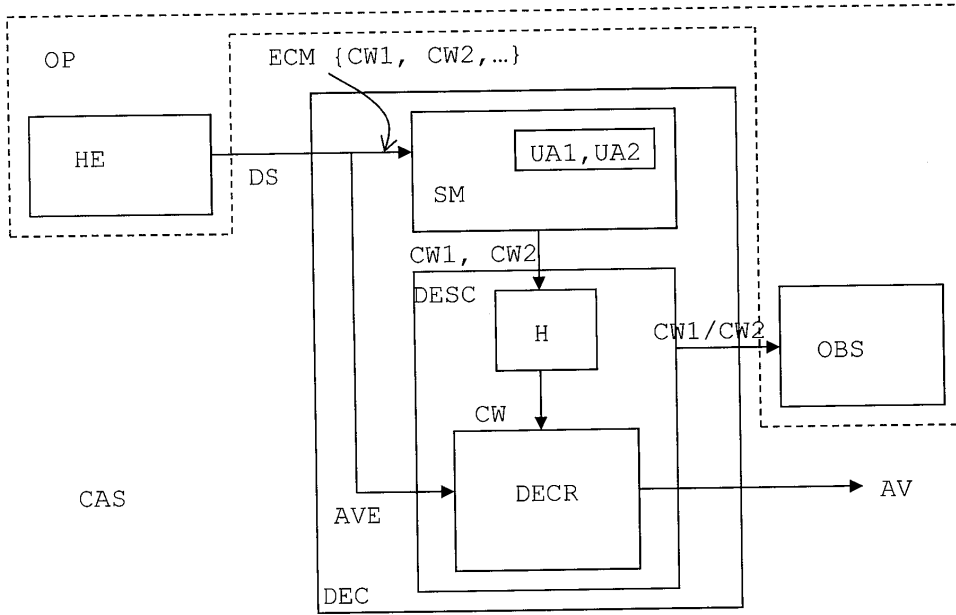 OP
ECM {CW1, CW2,…}
HE
UA1,UA2
DS
SM
CW1, CW2
DESC
H
CW1/CW2
OBS
CW
CAS
DECR
AV
AVE
DEC